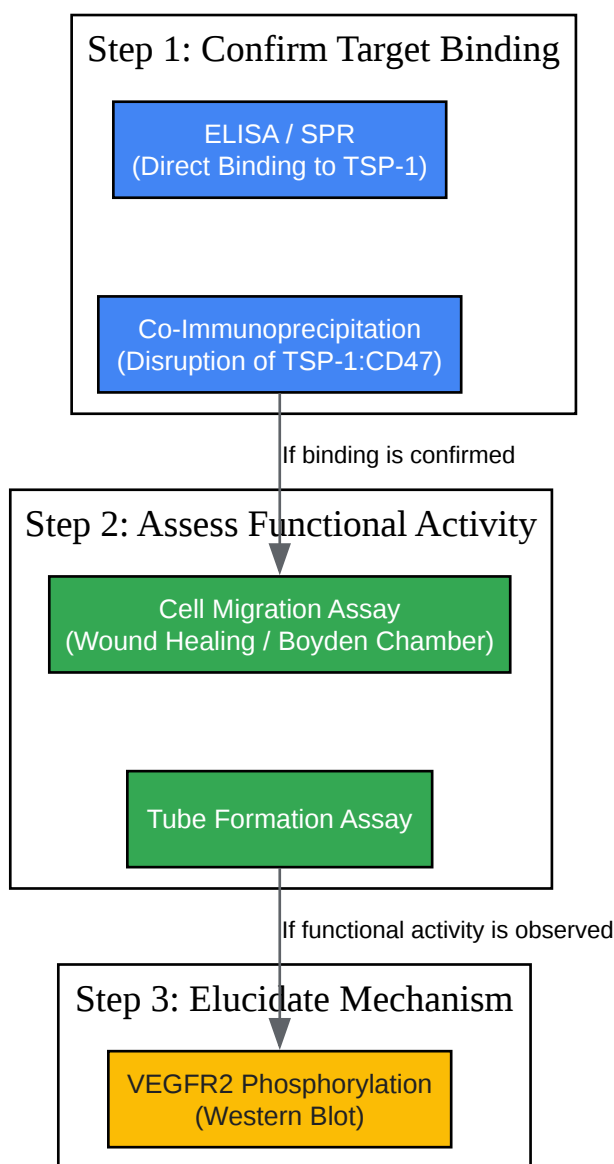 Step 1: Confirm Target Binding
ELISA / SPR
(Direct Binding to TSP-1)
Co-Immunoprecipitation
(Disruption of TSP-1:CD47)
If binding is confirmed
Step 2: Assess Functional Activity
Cell Migration Assay
(Wound Healing / Boyden Chamber)
Tube Formation Assay
If functional activity is observed
Step 3: Elucidate Mechanism
VEGFR2 Phosphorylation
(Western Blot)